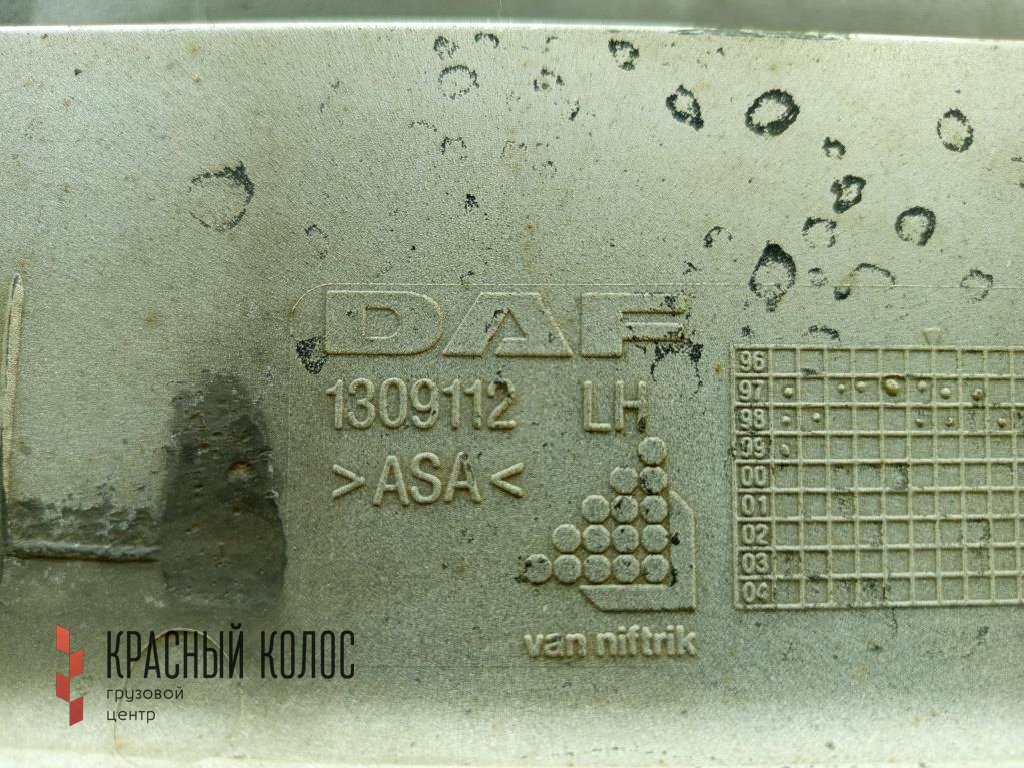 DAF
1309112 LH
>ASA<
van niftrik
96
97
98
99
00
01
02
03
04
КРАСНЫЙ КОЛОС
грузовой
центр